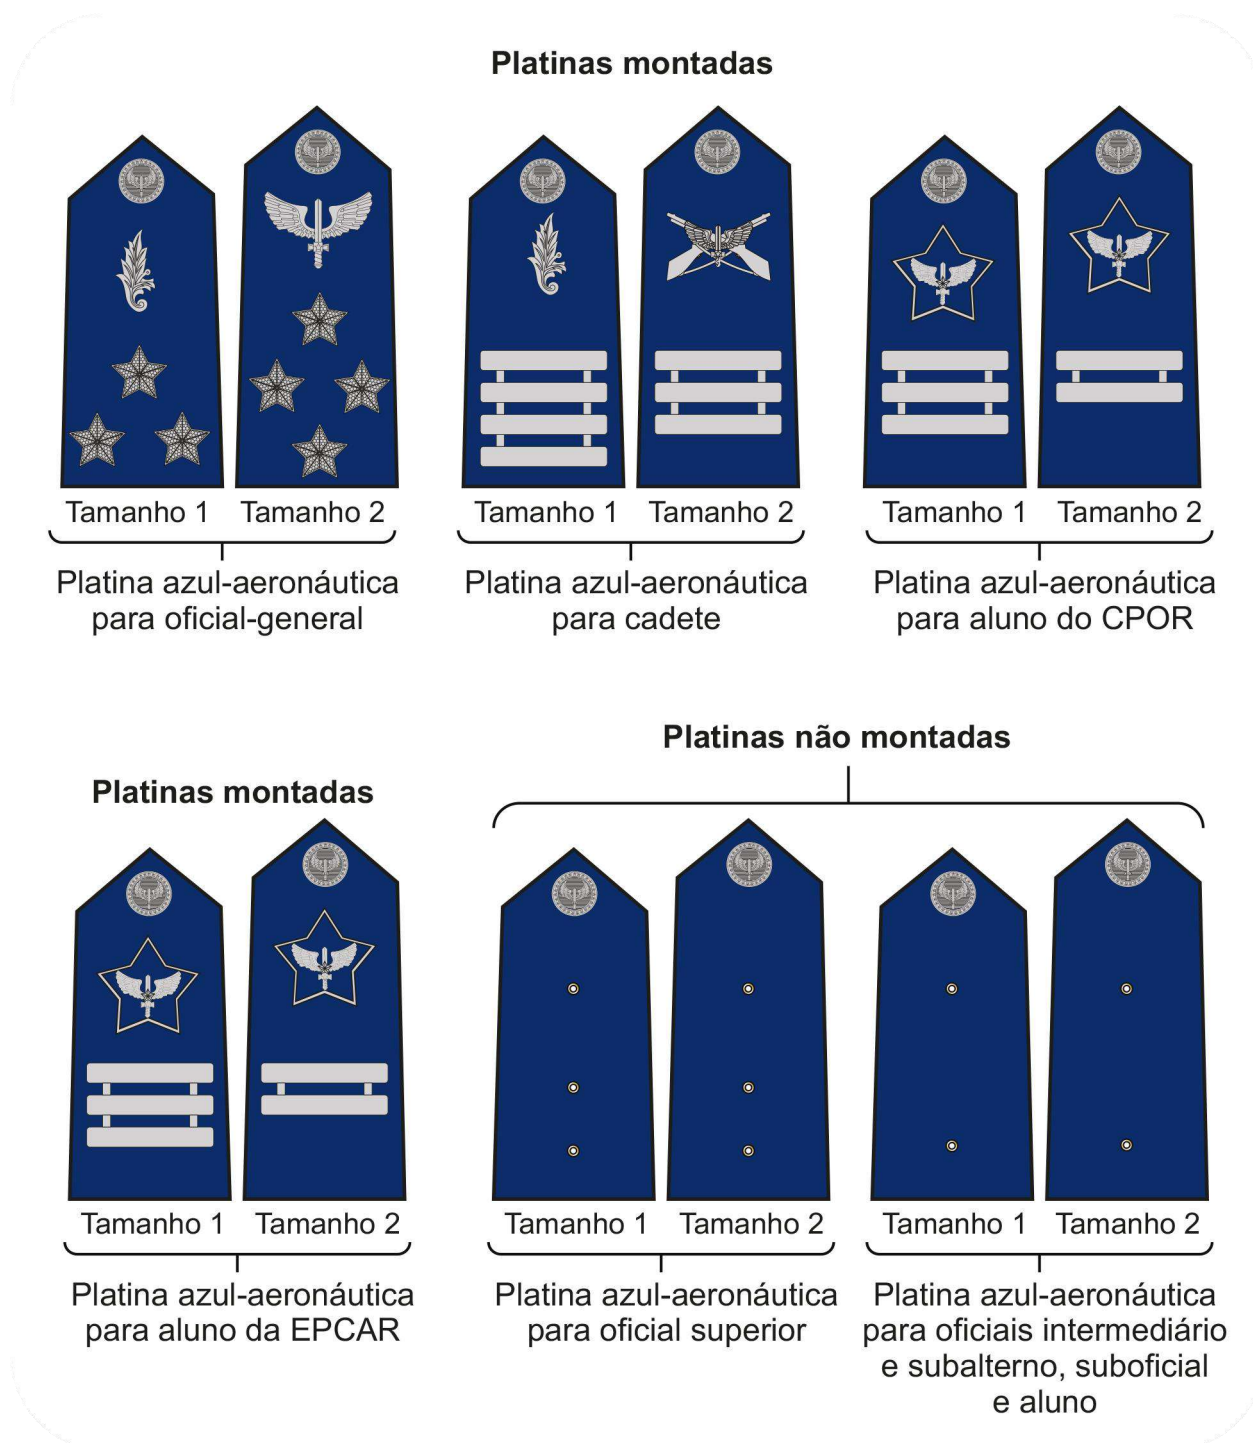 Platinas montadas
Tamanho 1
Tamanho 2
Platina azul-aeronáutica
para oficial-general
Tamanho 1
Tamanho 2
Platina azul-aeronáutica
para cadete
Tamanho 1
Tamanho 2
Platina azul-aeronáutica
para aluno do CPOR
Platinas montadas
Tamanho 1
Tamanho 2
Platina azul-aeronáutica
para aluno da EPCAR
Platinas não montadas
Tamanho 1
Tamanho 2
Platina azul-aeronáutica
para oficial superior
Tamanho 1
Tamanho 2
Platina azul-aeronáutica
para oficiais intermediário
e subalterno, suboficial
e aluno